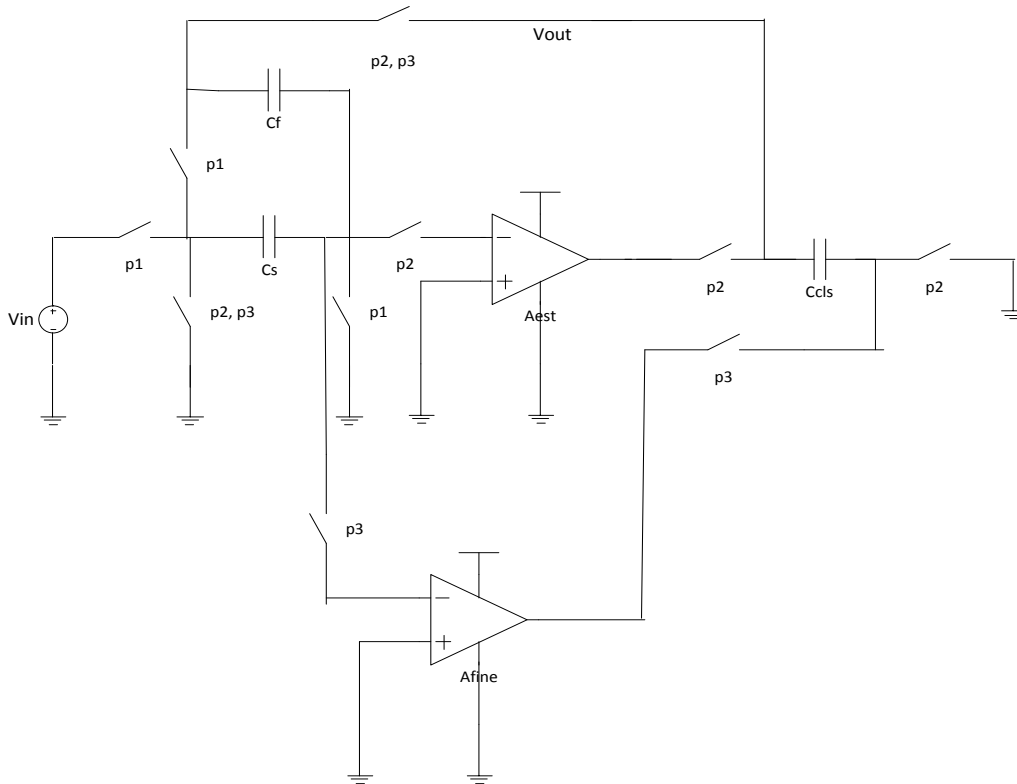 Vout
p2, p3
Cf
p1
p1
Cs
p2
p2
Ccls
p2
Vin
p2, p3
p1
Aest
p3
p3
Afine